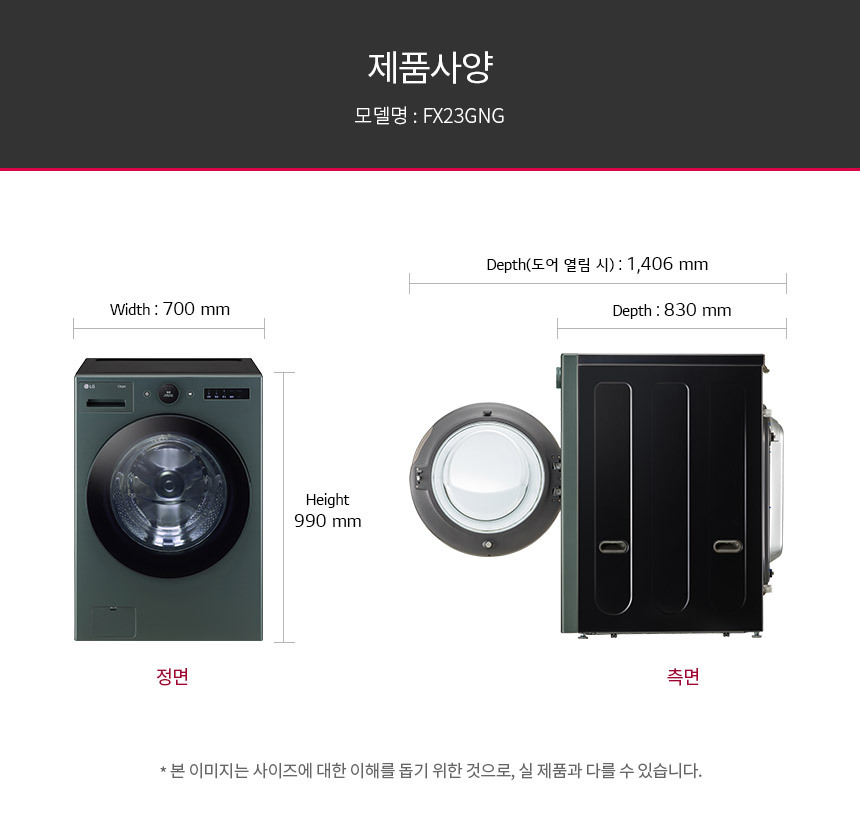 제품사양
모델명 : FX23GNG
Depth(도어 열림 시) : 1,406 mm
Width : 700 mm
Depth : 830 mm
LG
Height
990 mm
정면
측면
* 본 이미지는 사이즈에 대한 이해를 돕기 위한 것으로, 실 제품과 다를 수 있습니다.